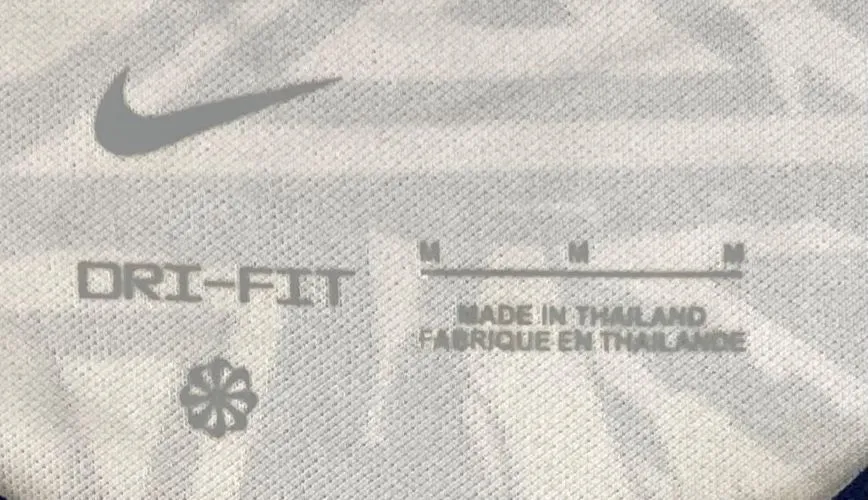 DRI-FIT
M M M
MADE IN THAILAND
FABRIQUE EN THAILANDE